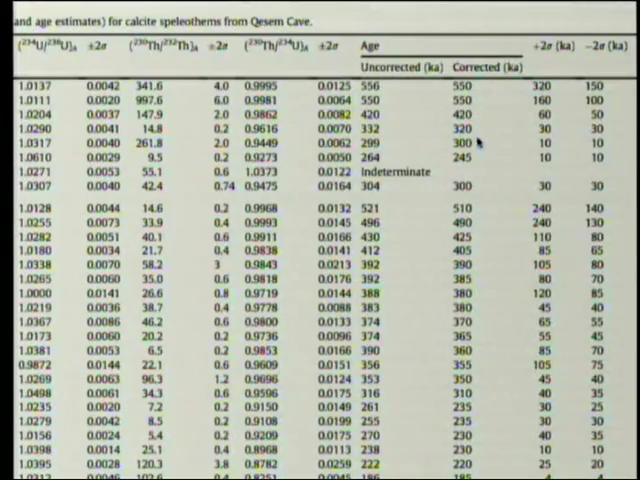 and age estimates) for calcite speleothems from Qesem Cave.
(²³⁴U/²³⁸U)A ±2σ (²³⁰Th/²³²Th)A ±2σ (²³⁰Th/²³⁴U)A ±2σ Age +2σ (ka) −2σ (ka)
Uncorrected (ka) Corrected (ka)
1.0137 0.0042 341.6 4.0 0.9995 0.0125 556 550 320 150
1.0111 0.0020 997.6 6.0 0.9981 0.0064 550 550 160 100
1.0204 0.0037 147.9 2.0 0.9862 0.0082 420 420 60 50
1.0290 0.0041 14.8 0.2 0.9616 0.0070 332 320 30 30
1.0317 0.0040 261.8 2.0 0.9449 0.0062 299 300 10 10
1.0610 0.0029 9.5 0.2 0.9273 0.0050 264 245 10 10
1.0271 0.0053 55.1 0.6 1.0373 0.0122 Indeterminate
1.0307 0.0040 42.4 0.74 0.9475 0.0164 304 300 30 30
1.0128 0.0044 14.6 0.2 0.9968 0.0132 521 510 240 140
1.0255 0.0073 33.9 0.4 0.9993 0.0145 496 490 240 130
1.0282 0.0051 40.1 0.6 0.9911 0.0166 430 425 110 80
1.0180 0.0034 21.7 0.4 0.9838 0.0141 412 405 85 65
1.0338 0.0070 58.2 3 0.9843 0.0213 392 390 105 80
1.0265 0.0060 35.0 0.6 0.9818 0.0176 392 385 80 70
1.0000 0.0141 26.6 0.8 0.9719 0.0144 388 380 120 85
1.0219 0.0036 38.7 0.4 0.9778 0.0088 383 380 45 40
1.0367 0.0086 46.2 0.6 0.9800 0.0133 374 370 65 55
1.0173 0.0060 20.2 0.2 0.9736 0.0096 374 365 55 45
1.0381 0.0053 6.5 0.2 0.9853 0.0166 390 360 85 70
0.9872 0.0144 22.1 0.6 0.9609 0.0151 356 355 105 75
1.0269 0.0063 96.3 1.2 0.9696 0.0124 353 350 45 40
1.0498 0.0061 34.3 0.6 0.9596 0.0175 316 310 40 35
1.0235 0.0020 7.2 0.2 0.9150 0.0149 261 235 30 25
1.0279 0.0042 8.5 0.2 0.9108 0.0199 255 235 35 30
1.0156 0.0024 5.4 0.2 0.9209 0.0175 270 230 40 35
1.0398 0.0014 25.1 0.4 0.8968 0.0113 238 230 10 10
1.0395 0.0028 120.3 3.8 0.8782 0.0259 222 220 25 20